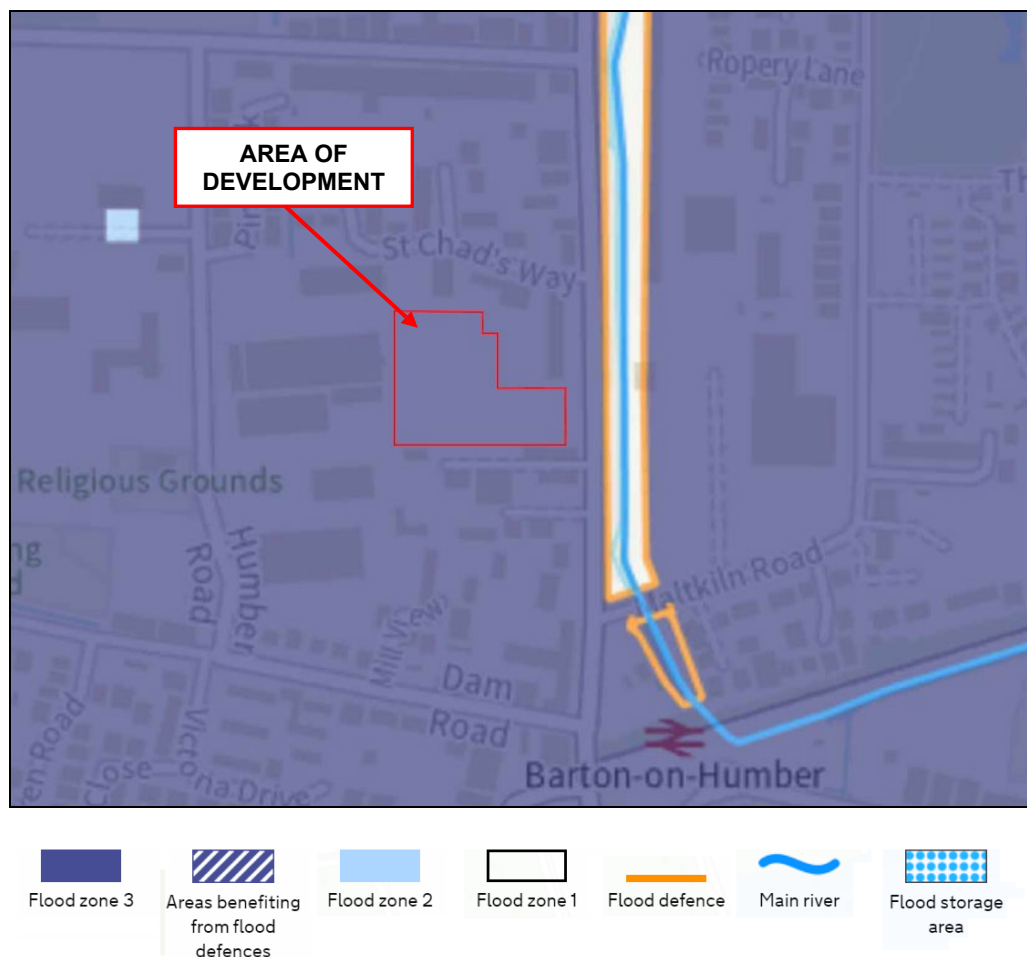 Ropery Lane
AREA OF
DEVELOPMENT
St Chad's Way
Religious Grounds
Humber
Road
Maltkiln Road
Mill View
Dam
Road
Victoria Drive
Close
Road
Barton-on-Humber
Flood zone 3
Areas benefiting
from flood
defences
Flood zone 2
Flood zone 1
Flood defence
Main river
Flood storage
area